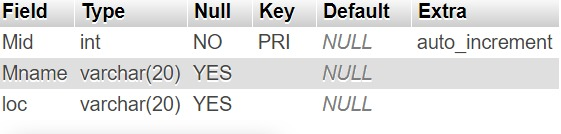 Field Type Null Key Default Extra
Mid int NO PRI NULL auto_increment
Mname varchar(20) YES NULL
loc varchar(20) YES NULL